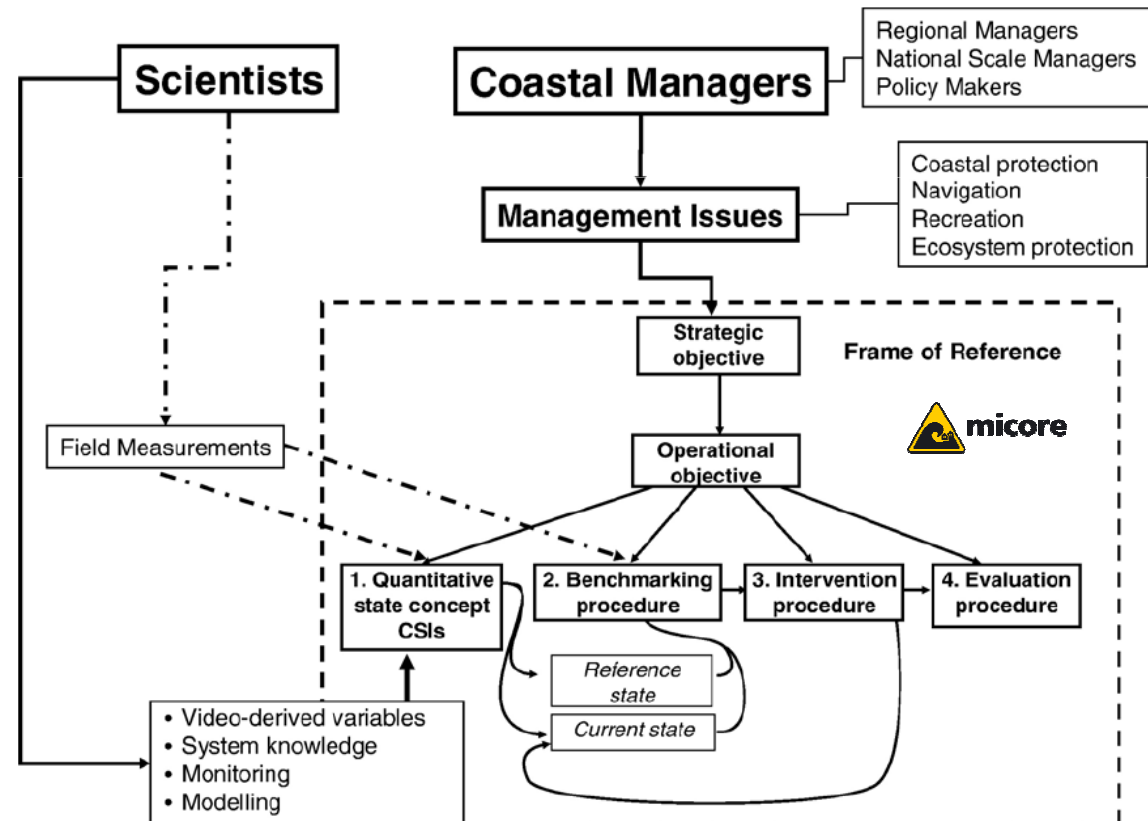 Scientists
Coastal Managers
Regional Managers
National Scale Managers
Policy Makers
Management Issues
Coastal protection
Navigation
Recreation
Ecosystem protection
Strategic
objective
Frame of Reference
micore
Field Measurements
Operational
objective
1. Quantitative
state concept
CSIs
2. Benchmarking
procedure
3. Intervention
procedure
4. Evaluation
procedure
Reference
state
Current state
• Video-derived variables
• System knowledge
• Monitoring
• Modelling